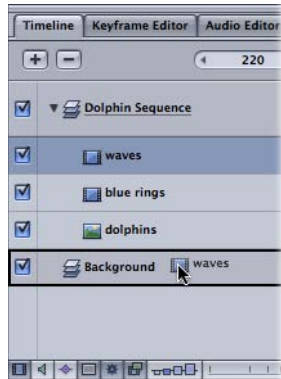 Timeline Keyframe Editor Audio Editor
220
Dolphin Sequence
waves
blue rings
dolphins
Background waves